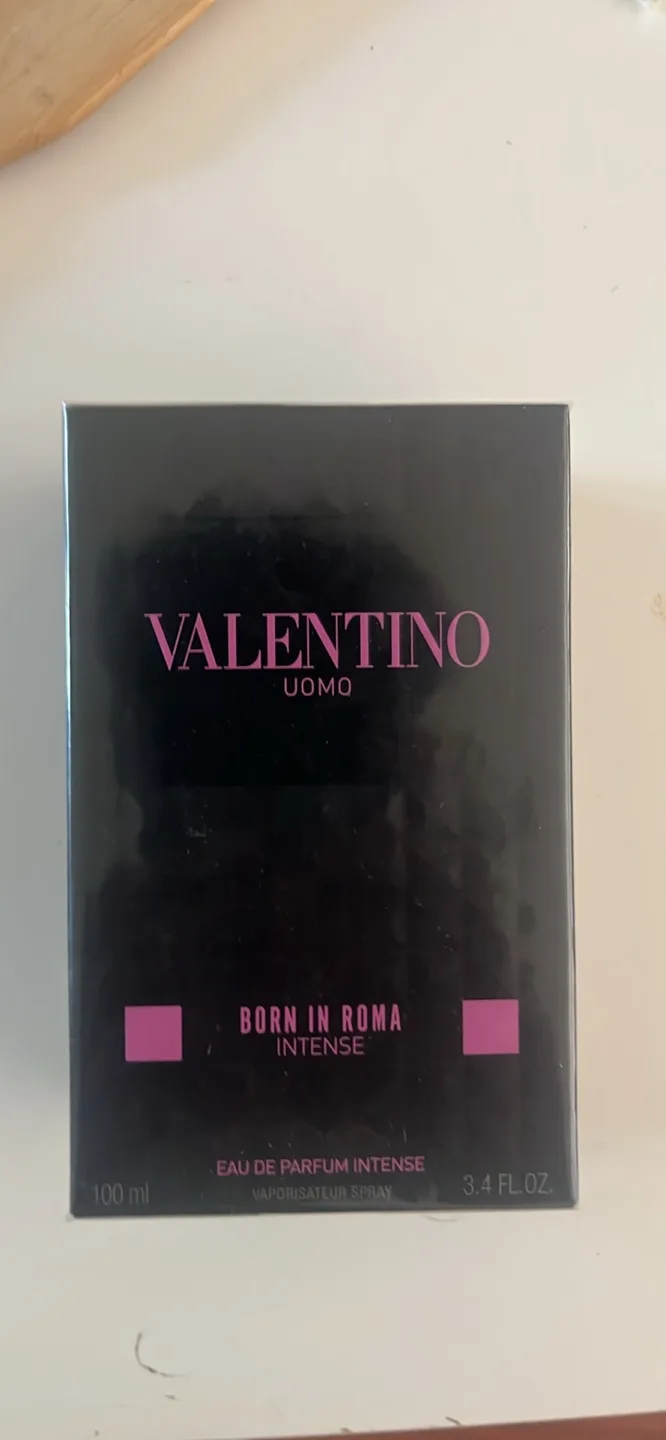 VALENTINO
UOMO
BORN IN ROMA
INTENSE
EAU DE PARFUM INTENSE
100 ml VAPORISATEUR SPRAY 3.4 FL.OZ.